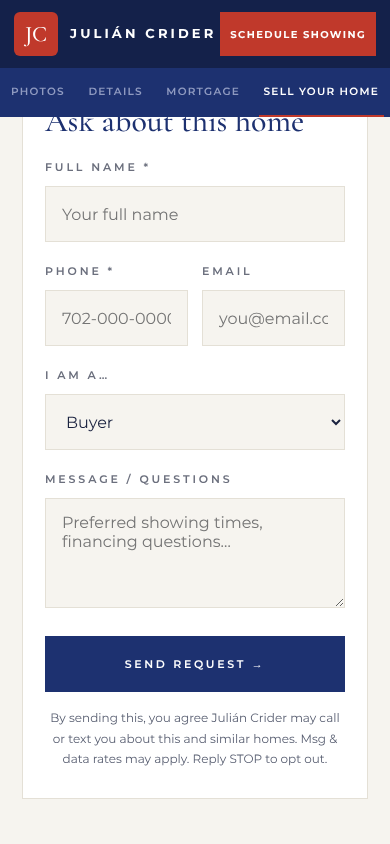 JC
JULIÁN CRIDER
SCHEDULE SHOWING
PHOTOS
DETAILS
MORTGAGE
SELL YOUR HOME
Ask about this home
FULL NAME *
Your full name
PHONE *
EMAIL
702-000-0000
you@email.co
I AM A…
Buyer
MESSAGE / QUESTIONS
Preferred showing times,
financing questions…
SEND REQUEST →
By sending this, you agree Julián Crider may call
or text you about this and similar homes. Msg &
data rates may apply. Reply STOP to opt out.